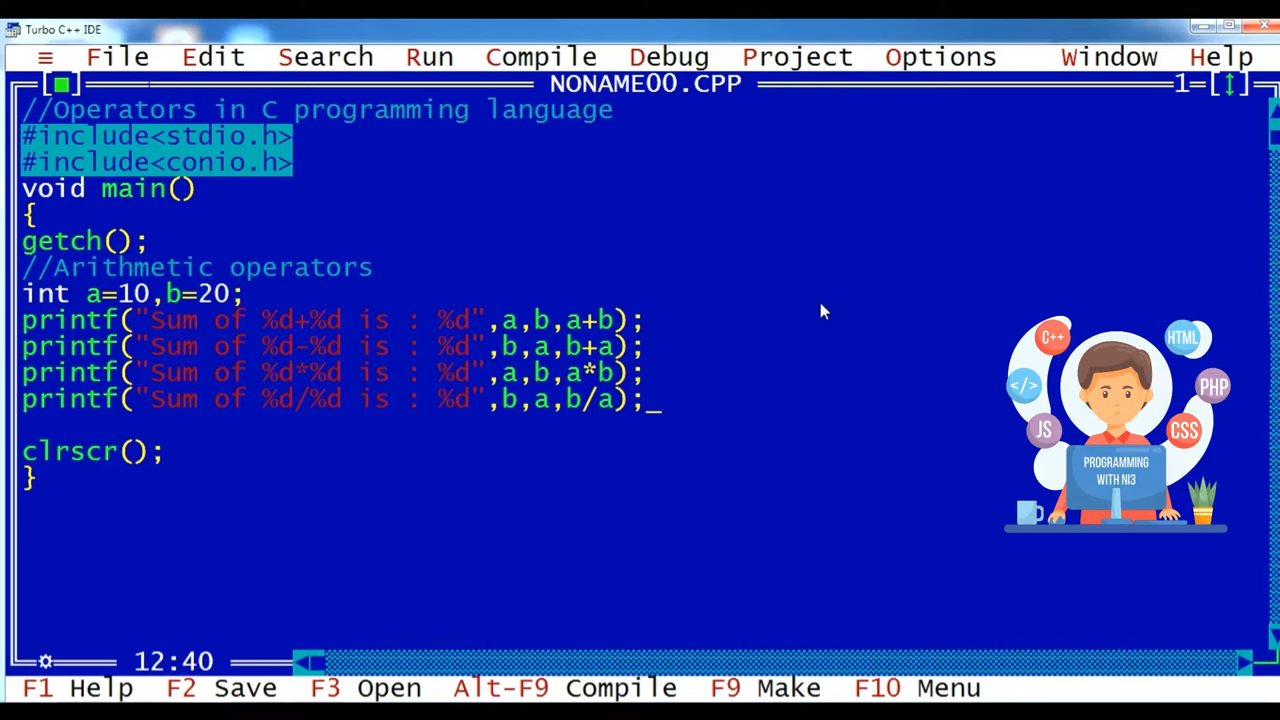 Turbo C++ IDE
≡ File Edit Search Run Compile Debug Project Options Window Help
[■] NONAME00.CPP 1=[↕]
//Operators in C programming language
#include<stdio.h>
#include<conio.h>
void main()
{
getch();
//Arithmetic operators
int a=10,b=20;
printf("Sum of %d+%d is : %d",a,b,a+b);
printf("Sum of %d-%d is : %d",b,a,b+a);
printf("Sum of %d*%d is : %d",a,b,a*b);
printf("Sum of %d/%d is : %d",b,a,b/a);_
clrscr();
}
C++
HTML
</>
PHP
JS
CSS
PROGRAMMING
WITH NI3
12:40
F1 Help F2 Save F3 Open Alt-F9 Compile F9 Make F10 Menu